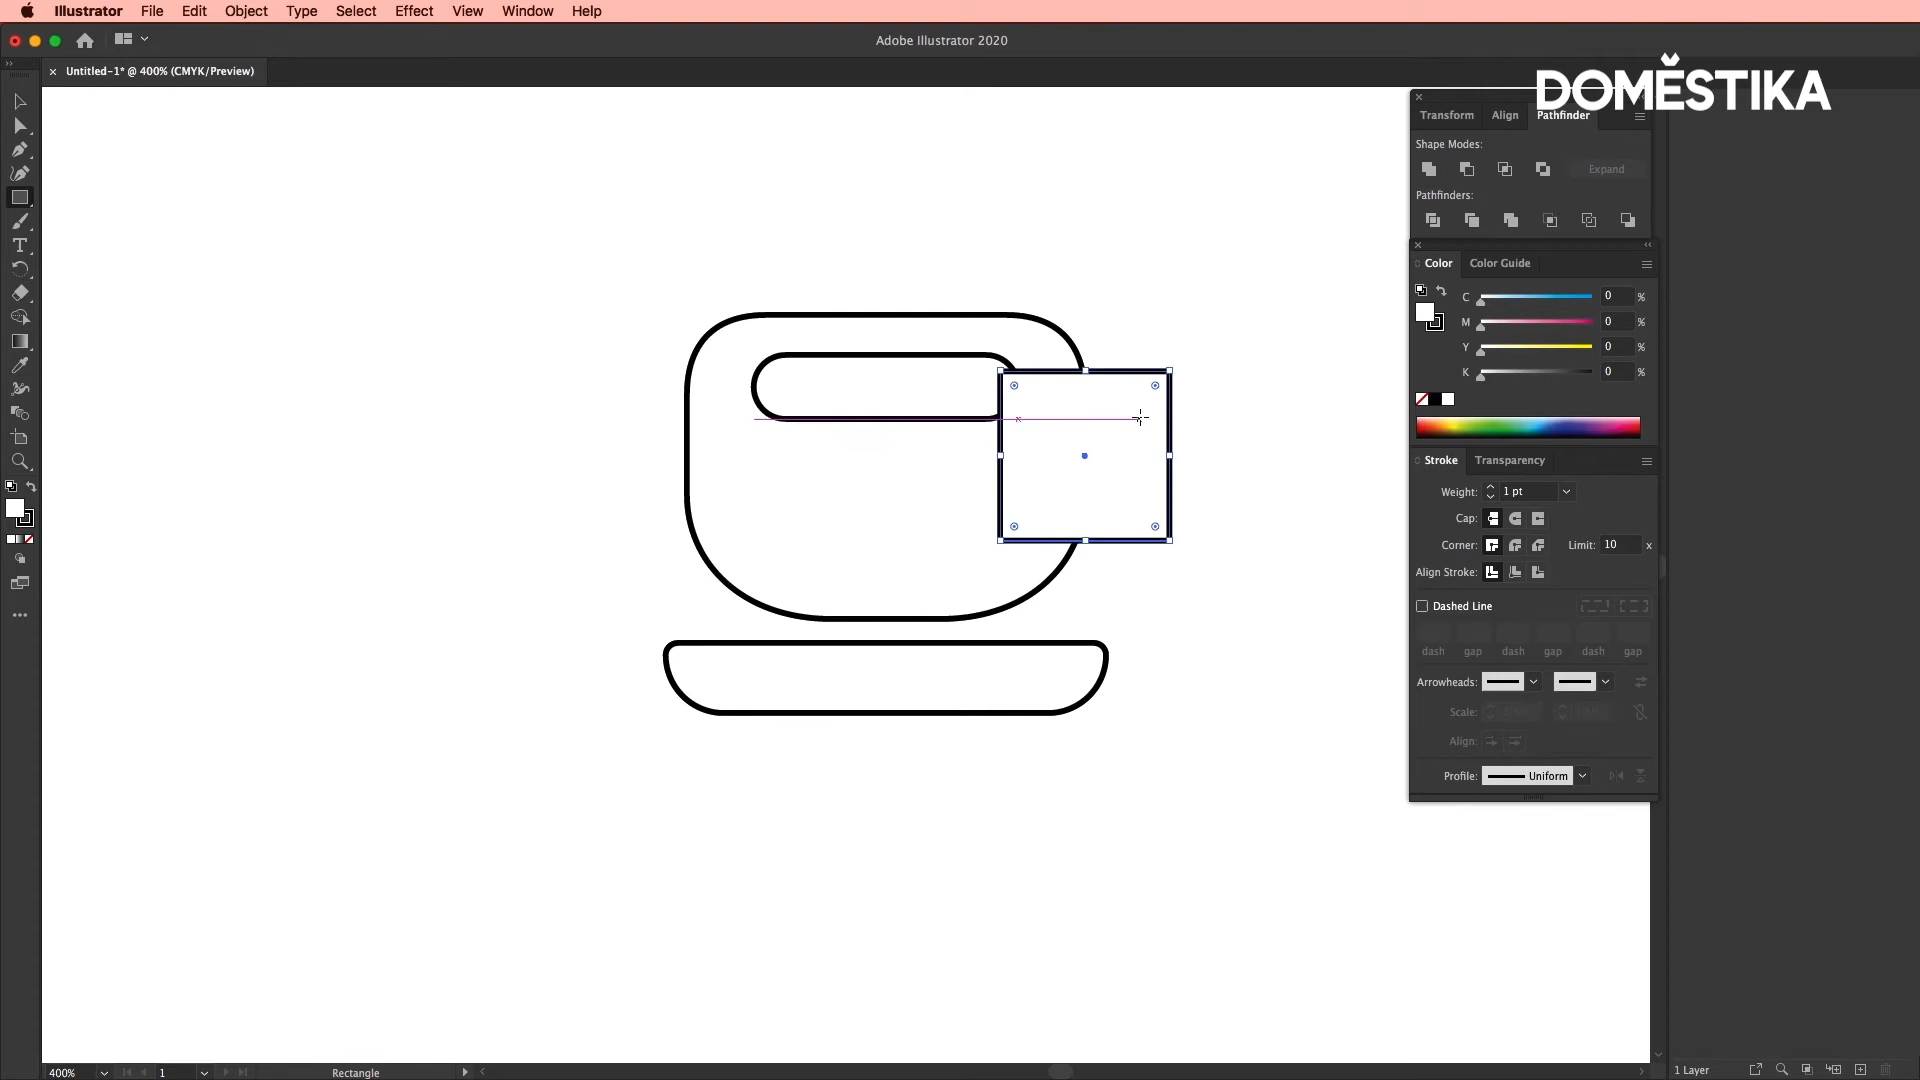 Illustrator File Edit Object Type Select Effect View Window Help
Adobe Illustrator 2020
Untitled-1* @ 400% (CMYK/Preview)
DOMĚSTIKA
Transform Align Pathfinder
Shape Modes:
Expand
Pathfinders:
Color Color Guide
C 0 %
M 0 %
Y 0 %
K 0 %
Stroke Transparency
Weight: 1 pt
Cap:
Corner: Limit: 10 x
Align Stroke:
Dashed Line
dash gap dash gap dash gap
Arrowheads:
Scale:
Align:
Profile: Uniform
400% 1 Rectangle
1 Layer